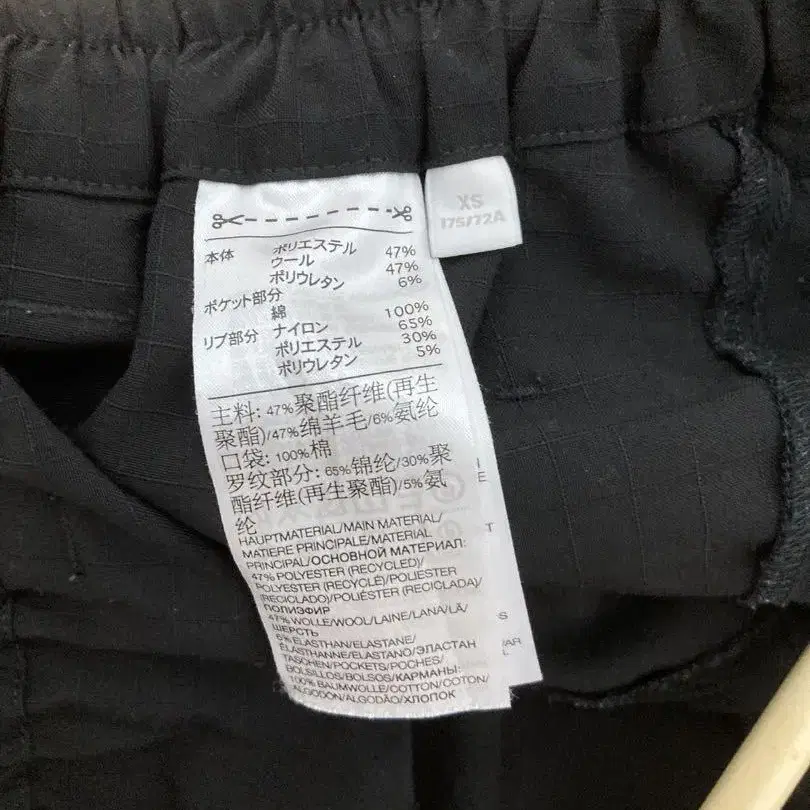 XS
175/72A
本体 ポリエステル 47%
ウール 47%
ポリウレタン 6%
ポケット部分
綿 100%
リブ部分 ナイロン 65%
ポリエステル 30%
ポリウレタン 5%
主料: 47%聚酯纤维(再生
聚酯)/47%绵羊毛/6%氨纶
口袋: 100%棉
罗纹部分: 65%锦纶/30%聚
酯纤维(再生聚酯)/5%氨
纶
HAUPTMATERIAL/MAIN MATERIAL/
MATIERE PRINCIPALE/MATERIAL
PRINCIPAL/ОСНОВНОЙ МАТЕРИАЛ:
47% POLYESTER (RECYCLED)/
POLYESTER (RECYCLÉ)/POLIESTER
(RECICLADO)/POLIÉSTER (RECICLADA)/
ПОЛИЭФИР
47% WOLLE/WOOL/LAINE/LANA/LÃ/
ШЕРСТЬ
6% ELASTHAN/ELASTANE/
ÉLASTHANNE/ELASTANO/ЭЛАСТАН
TASCHEN/POCKETS/POCHES/
BOLSILLOS/BOLSOS/КАРМАНЫ:
100% BAUMWOLLE/COTTON/COTON/
ALGODON/ALGODÃO/ХЛОПОК